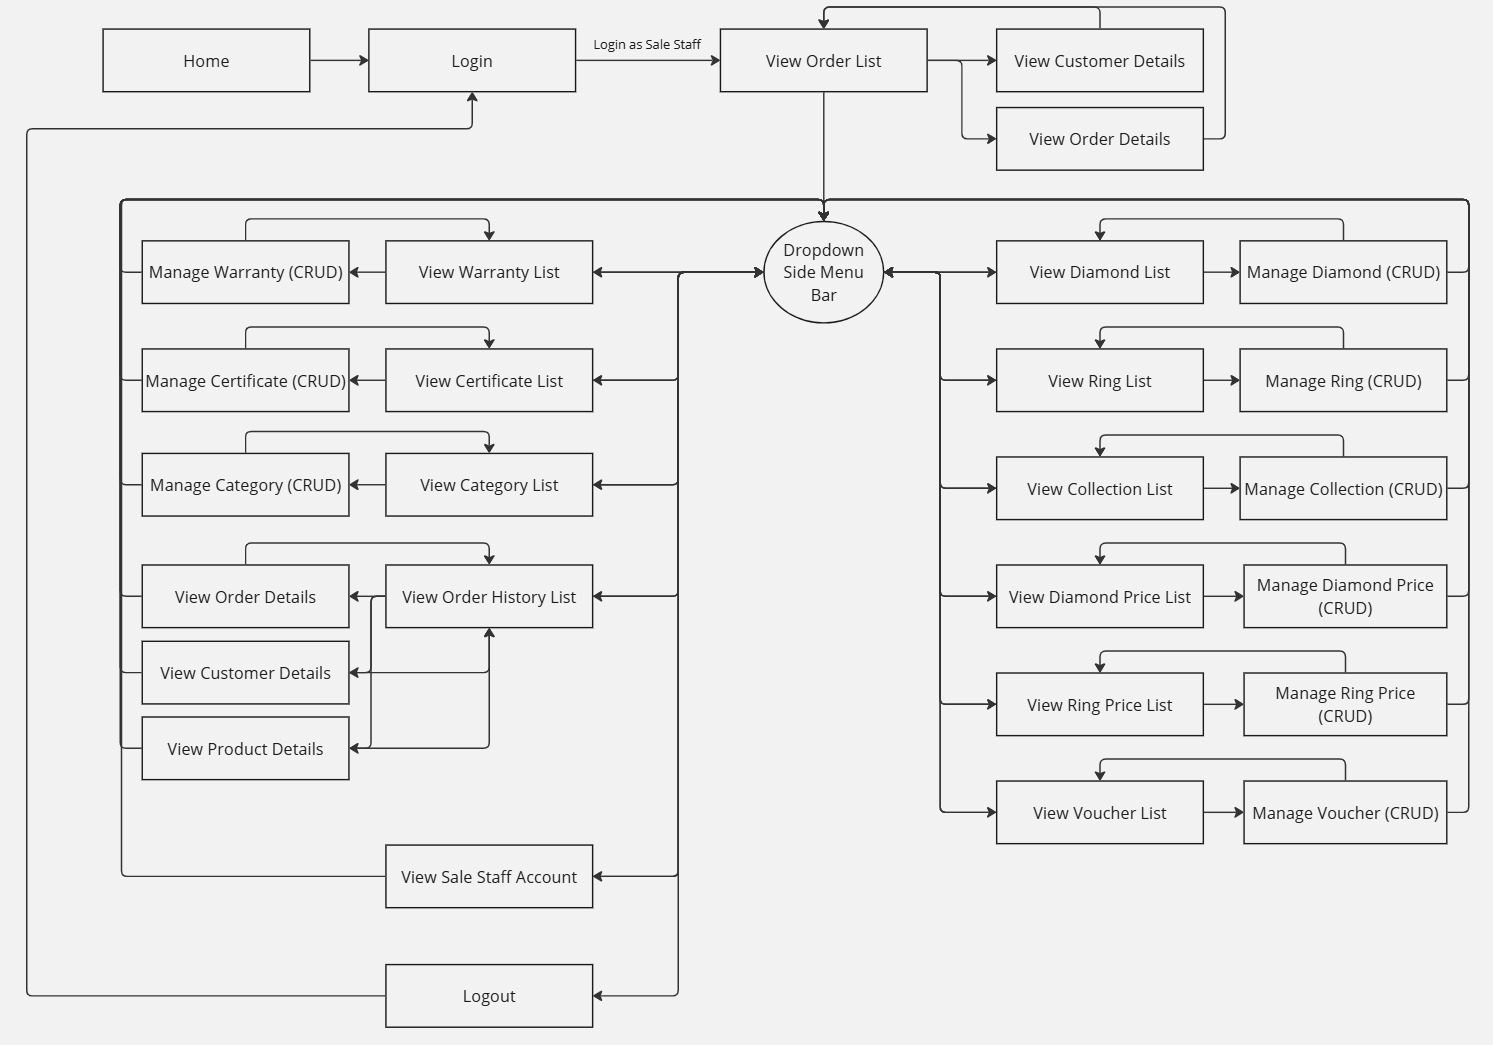 Home
Login
Login as Sale Staff
View Order List
View Customer Details
View Order Details
Dropdown
Side Menu
Bar
Manage Warranty (CRUD)
View Warranty List
View Diamond List
Manage Diamond (CRUD)
Manage Certificate (CRUD)
View Certificate List
View Ring List
Manage Ring (CRUD)
Manage Category (CRUD)
View Category List
View Collection List
Manage Collection (CRUD)
View Order Details
View Order History List
View Diamond Price List
Manage Diamond Price
(CRUD)
View Customer Details
View Ring Price List
Manage Ring Price
(CRUD)
View Product Details
View Voucher List
Manage Voucher (CRUD)
View Sale Staff Account
Logout